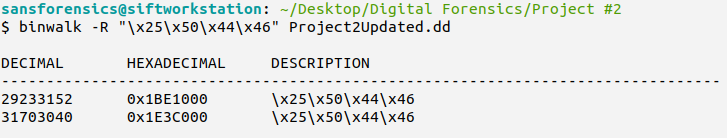 sansforensics@siftworkstation: ~/Desktop/Digital Forensics/Project #2
$ binwalk -R "\x25\x50\x44\x46" Project2Updated.dd
DECIMAL HEXADECIMAL DESCRIPTION
--------------------------------------------------------------------------------
29233152 0x1BE1000 \x25\x50\x44\x46
31703040 0x1E3C000 \x25\x50\x44\x46